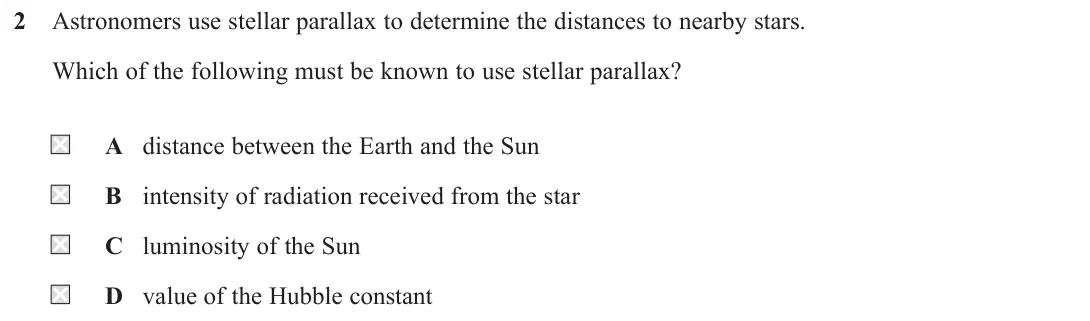 2 Astronomers use stellar parallax to determine the distances to nearby stars.
Which of the following must be known to use stellar parallax?
A distance between the Earth and the Sun
B intensity of radiation received from the star
C luminosity of the Sun
D value of the Hubble constant